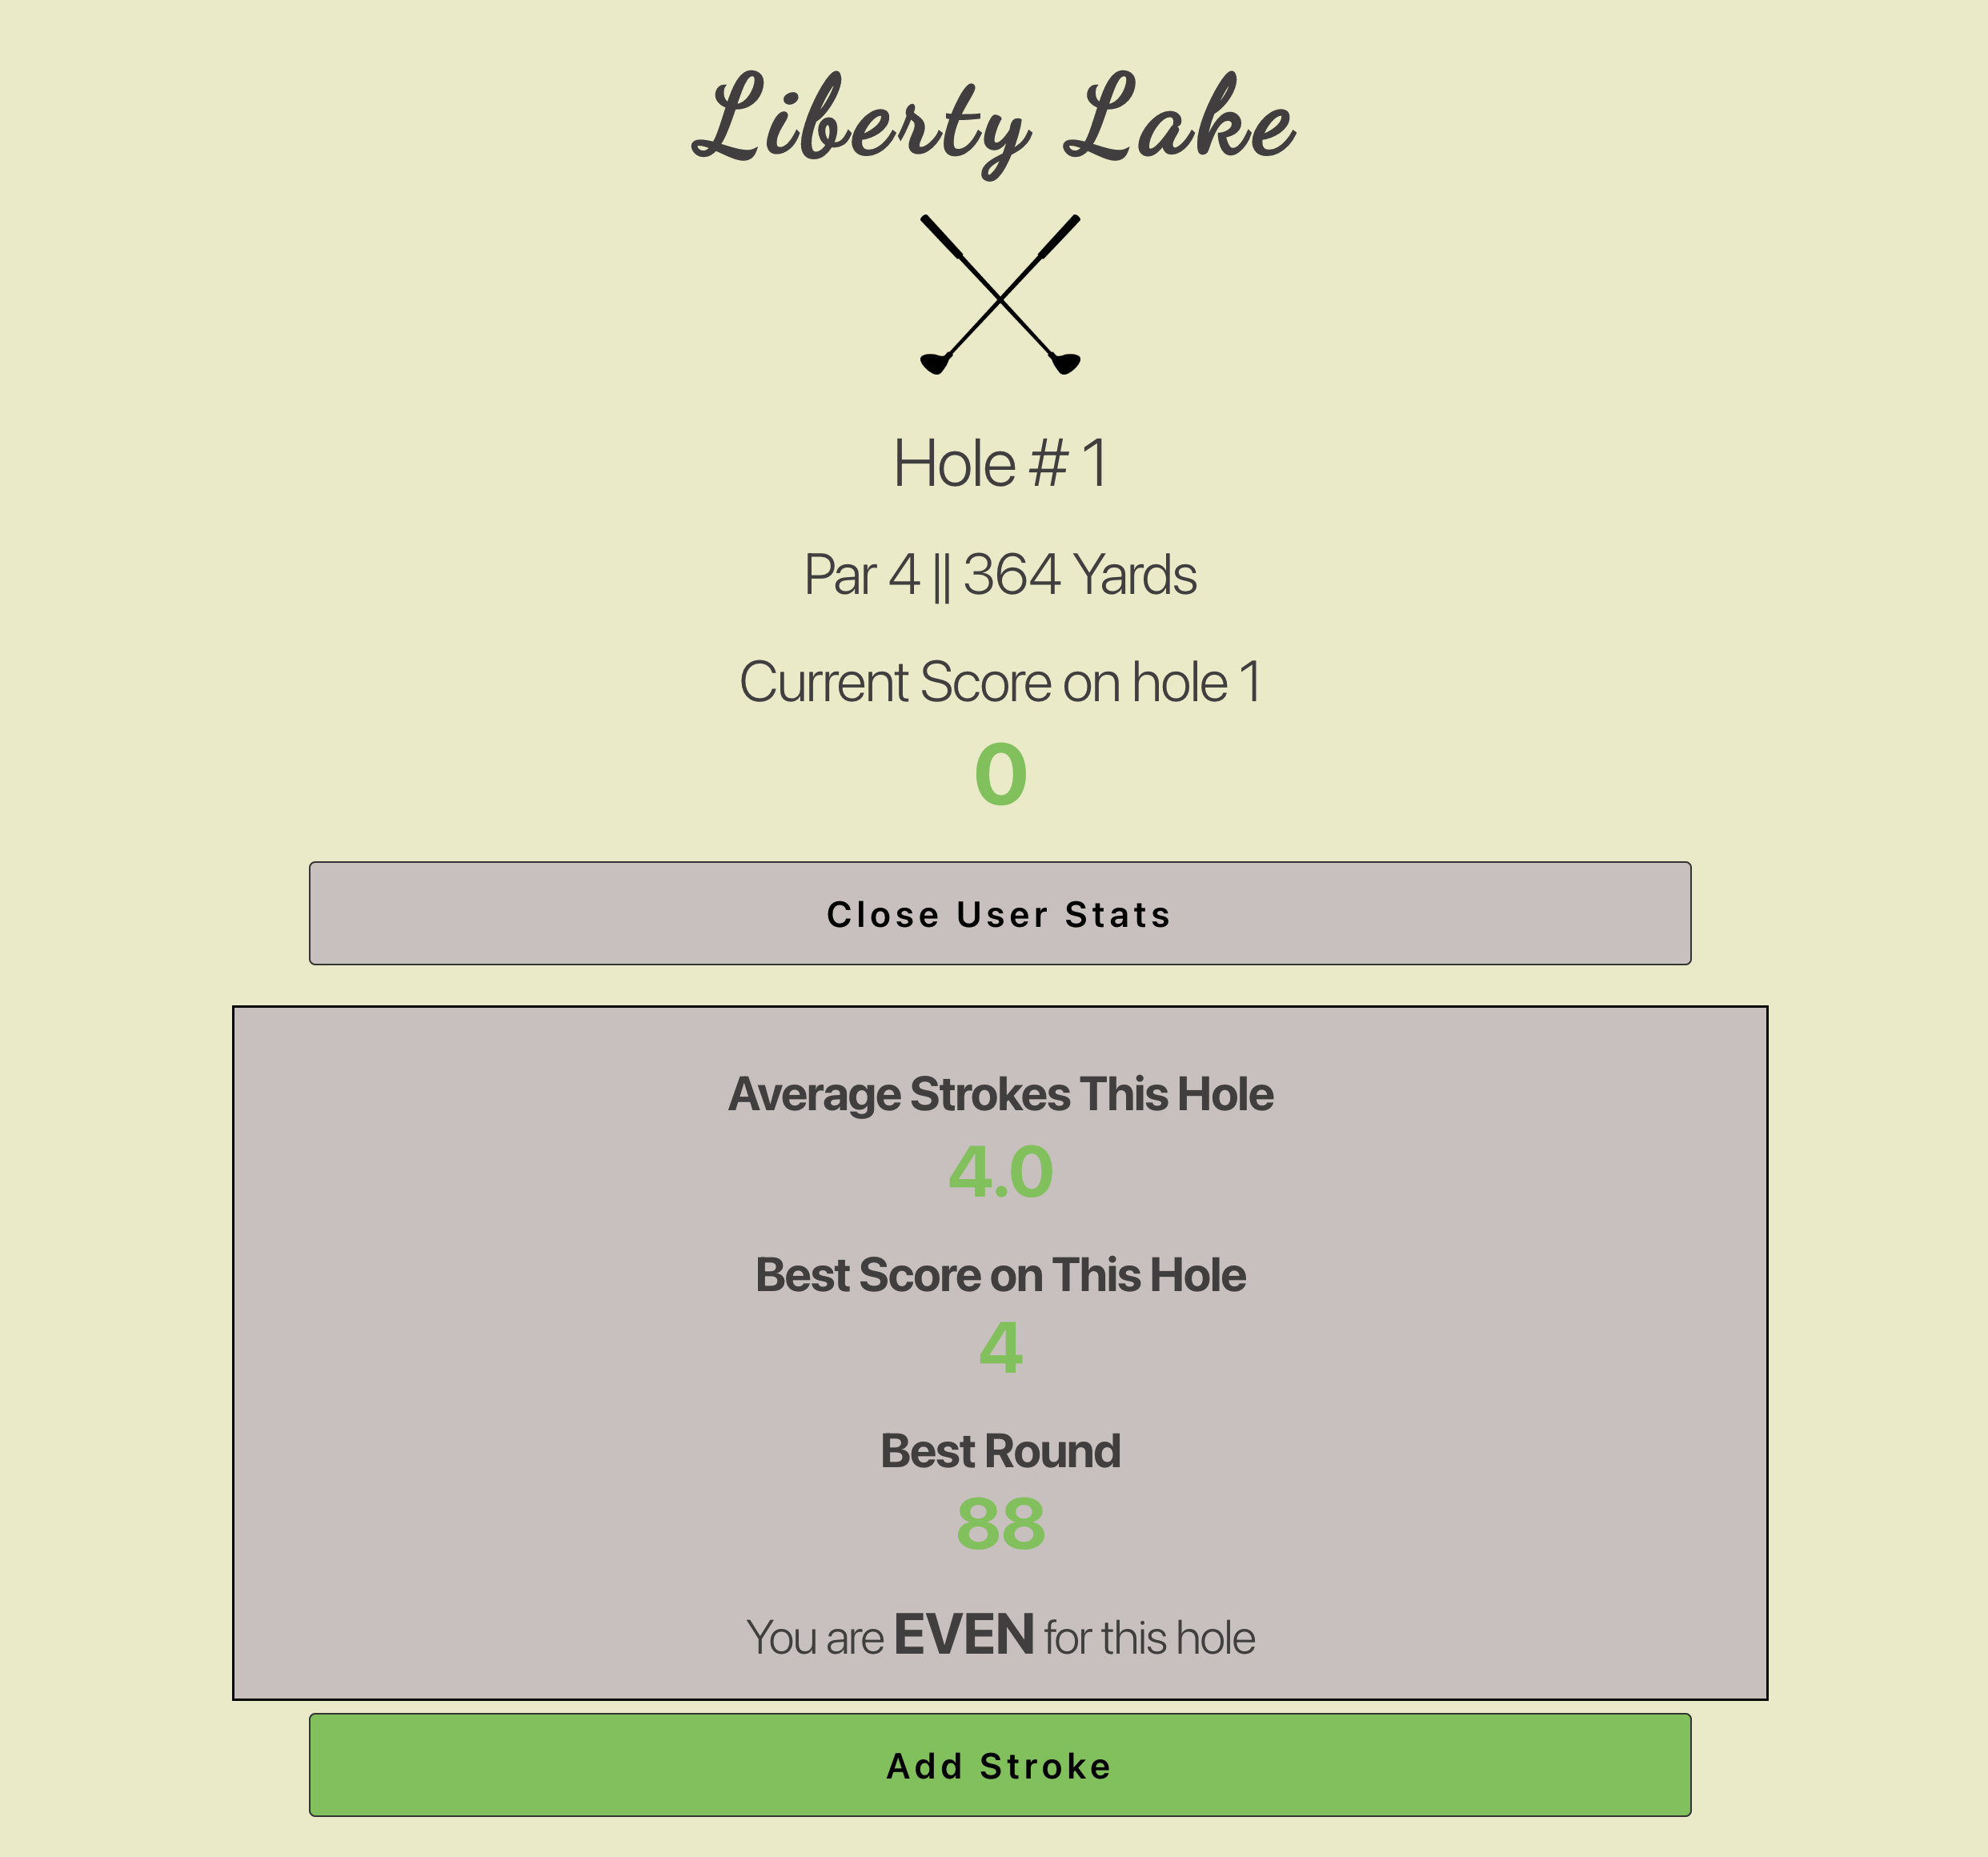 Liberty Lake
Hole # 1
Par 4 || 364 Yards
Current Score on hole 1
0
Close User Stats
Average Strokes This Hole
4.0
Best Score on This Hole
4
Best Round
88
You are EVEN for this hole
Add Stroke